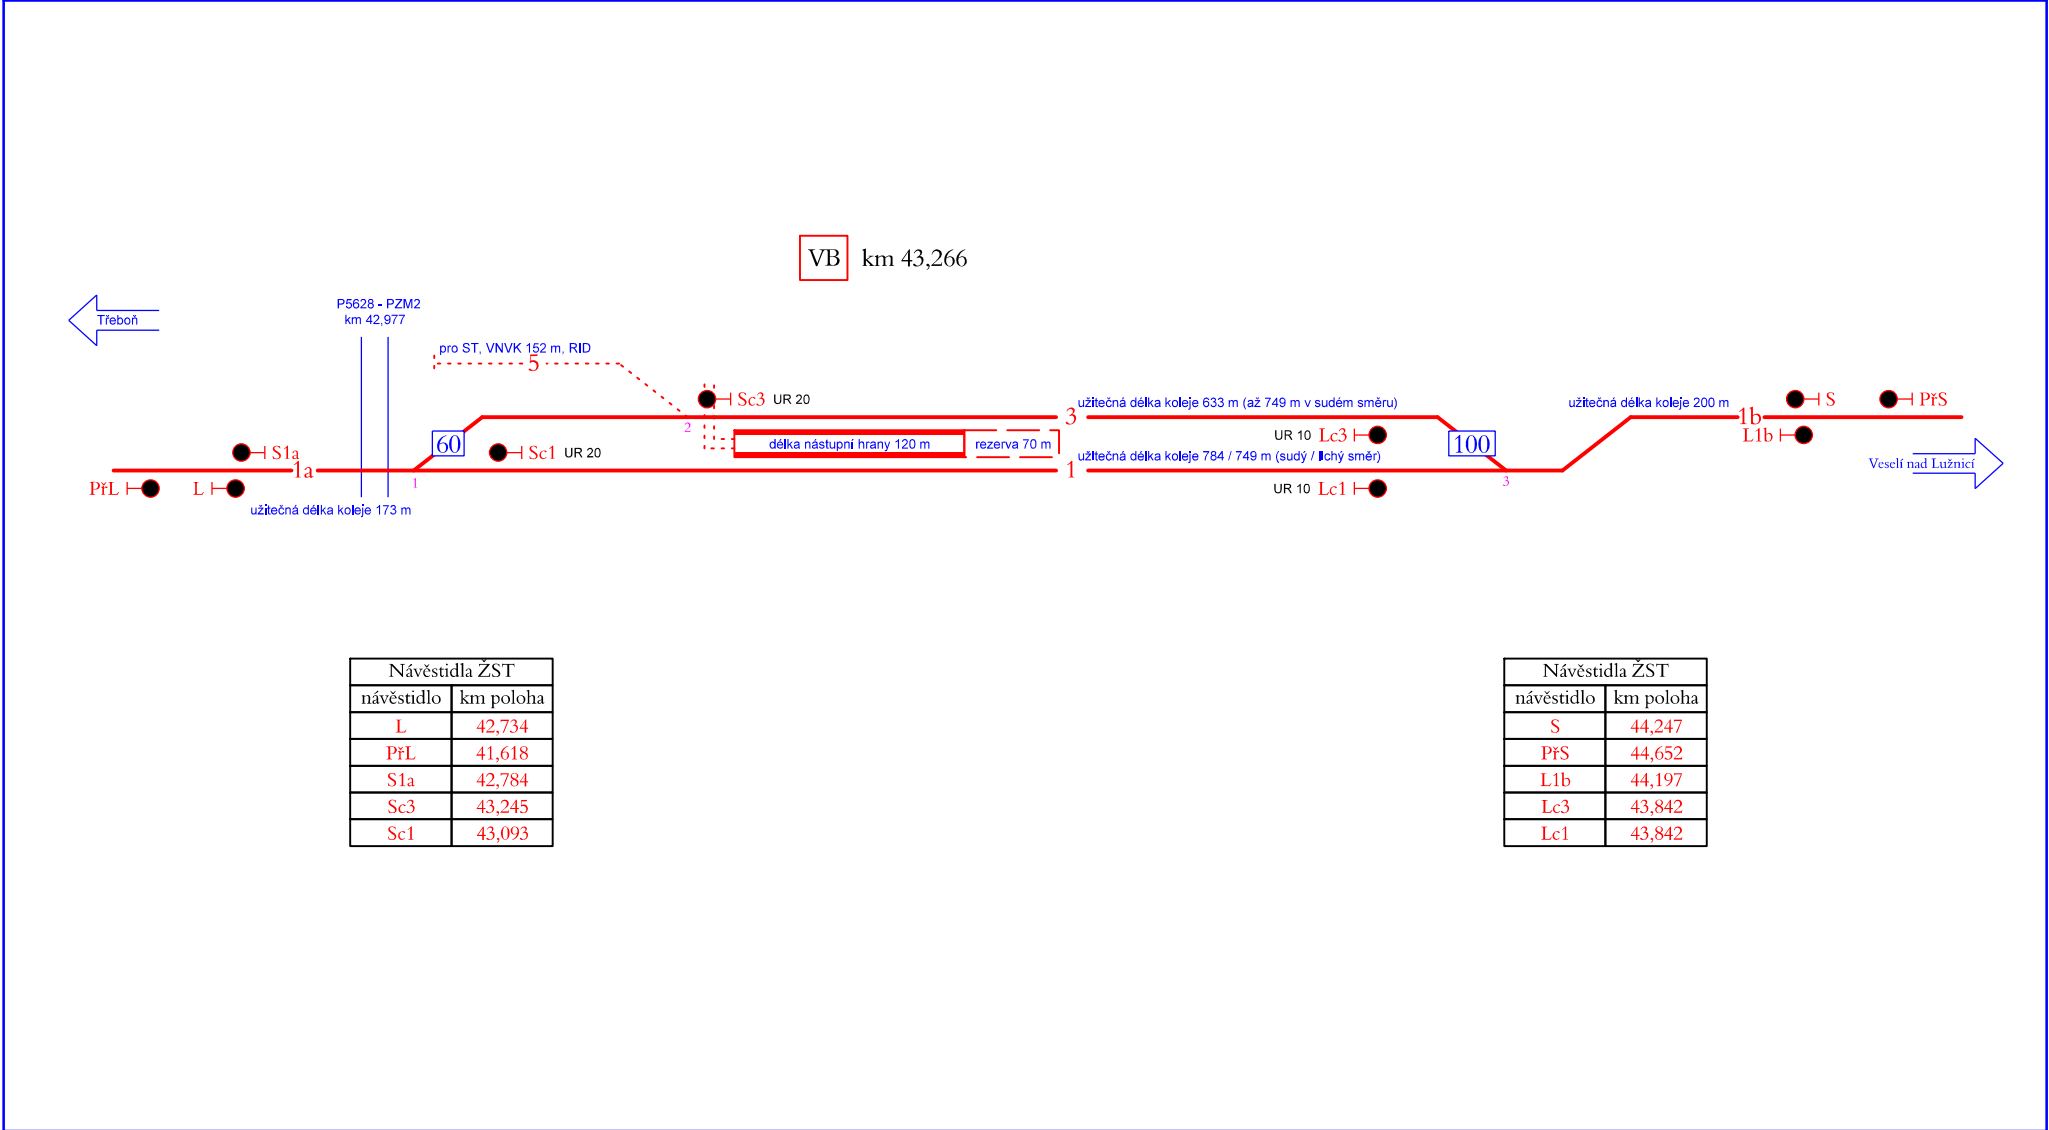 VB km 43,266
P5628 - PZM2
km 42,977
Třeboň
pro ST, VNVK 152 m, RID
5
Sc3 UR 20
2
užitečná délka koleje 633 m (až 749 m v sudém směru)
3
užitečná délka koleje 200 m
1b
S
PřS
L1b
60
délka nástupní hrany 120 m
rezerva 70 m
UR 10 Lc3
100
S1a
Sc1 UR 20
užitečná délka koleje 784 / 749 m (sudý / lichý směr)
Veselí nad Lužnicí
1a
1
1
3
PřL
L
UR 10 Lc1
užitečná délka koleje 173 m
Návěstidla ŽST
návěstidlo km poloha
L 42,734
PřL 41,618
S1a 42,784
Sc3 43,245
Sc1 43,093
Návěstidla ŽST
návěstidlo km poloha
S 44,247
PřS 44,652
L1b 44,197
Lc3 43,842
Lc1 43,842